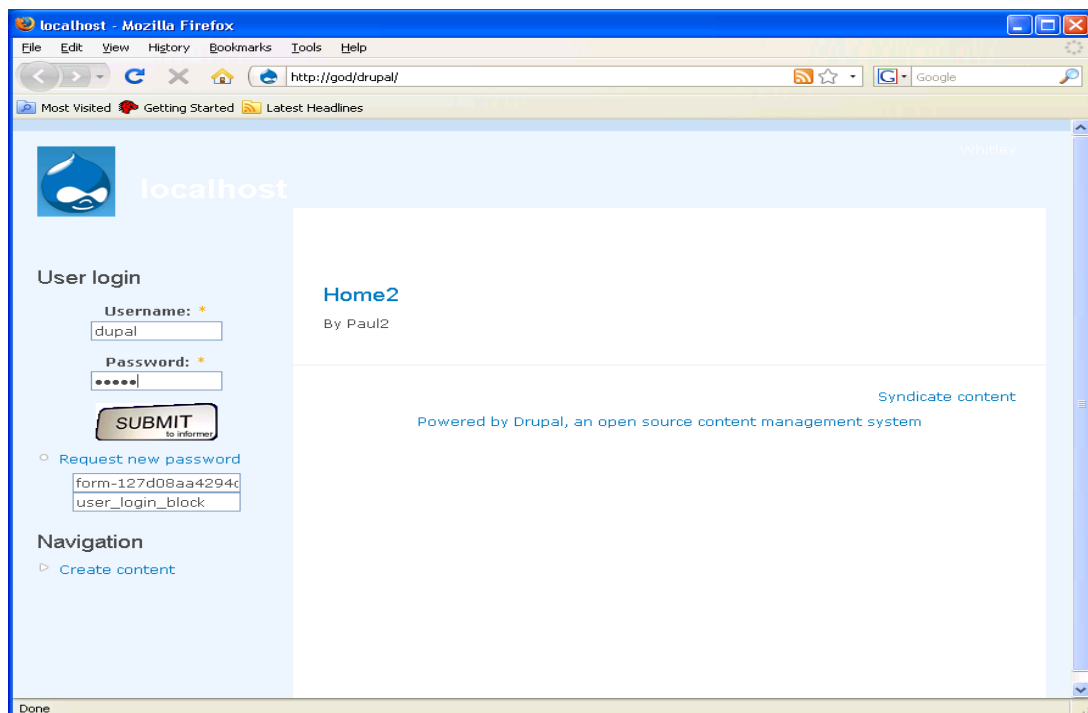 localhost - Mozilla Firefox
File Edit View History Bookmarks Tools Help
http://god/drupal/
G Google
Most Visited Getting Started Latest Headlines
Whitley
localhost
User login
Username: *
dupal
Password: *
•••••
SUBMIT
to informer
Request new password
form-127d08aa4294c
user_login_block
Navigation
Create content
Home2
By Paul2
Syndicate content
Powered by Drupal, an open source content management system
Done